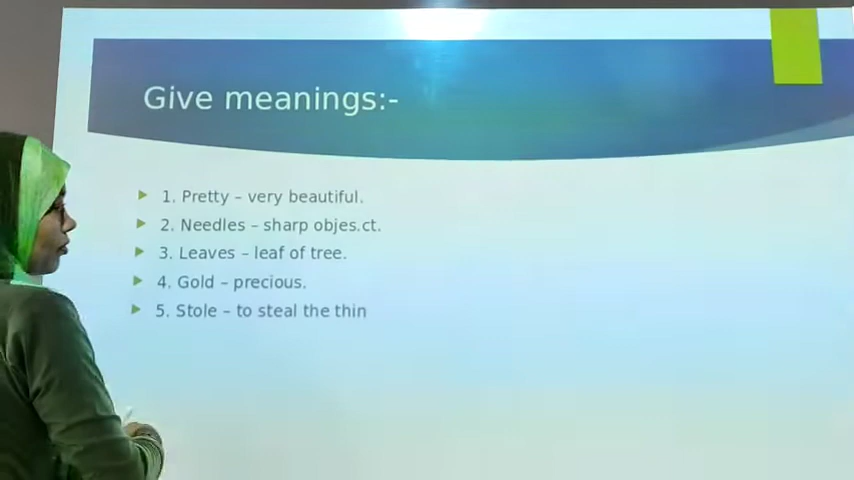 Give meanings:-
1. Pretty – very beautiful.
2. Needles – sharp objes.ct.
3. Leaves – leaf of tree.
4. Gold – precious.
5. Stole – to steal the thin